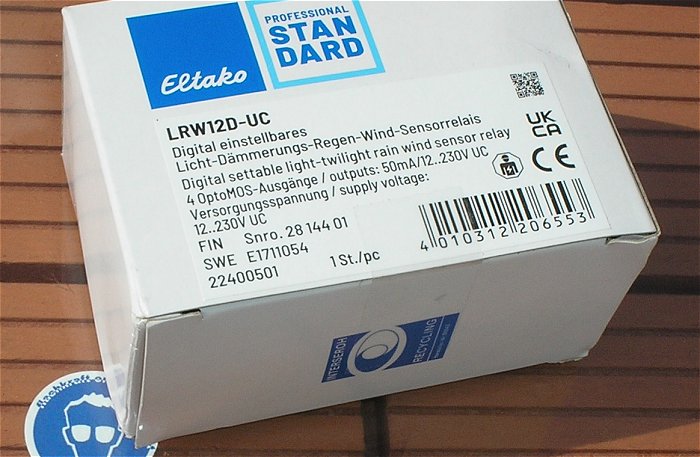 PROFESSIONAL
STAN
DARD
Eltako
LRW12D-UC
Digital einstellbares
Licht-Dämmerungs-Regen-Wind-Sensorrelais
Digital settable light-twilight rain wind sensor relay
4 OptoMOS-Ausgänge / outputs: 50mA/12..230V UC
Versorgungsspannung / supply voltage:
12..230V UC
FIN Snro. 28 144 01
SWE E1711054
22400501 1 St./pc
UK
CA
CE
4 010312 206553
INTERSEROH
RECYCLING